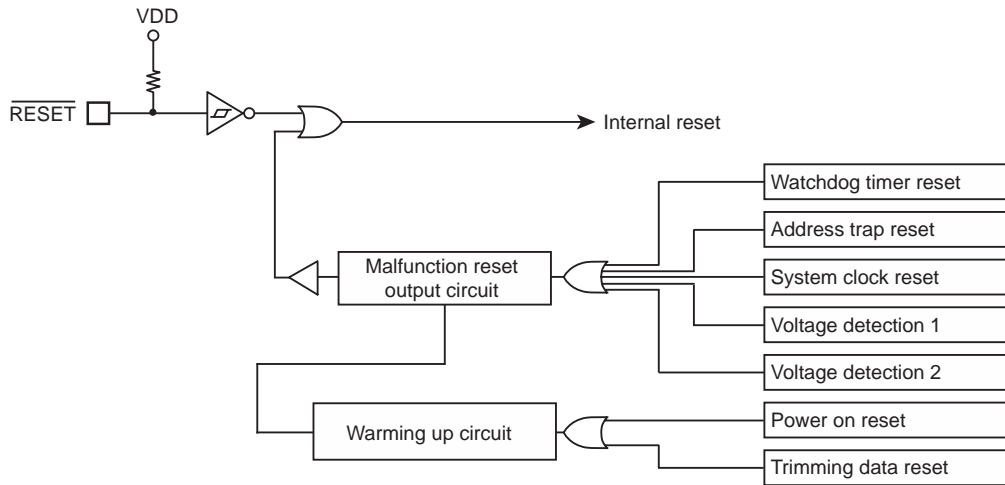 VDD
RESET
Internal reset
Watchdog timer reset
Address trap reset
Malfunction reset
output circuit
System clock reset
Voltage detection 1
Voltage detection 2
Power on reset
Warming up circuit
Trimming data reset